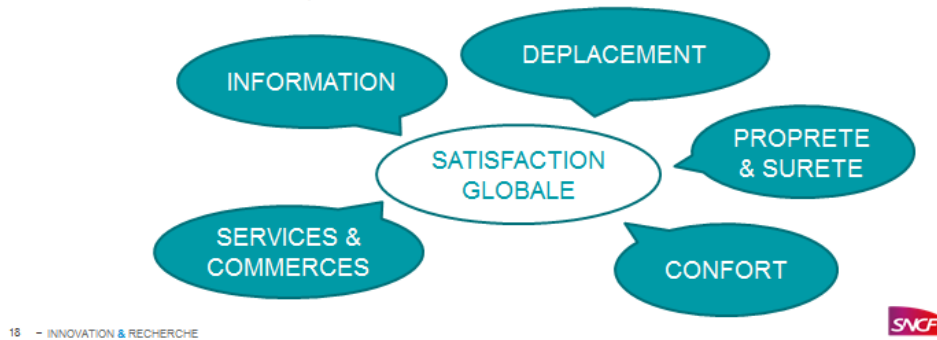 DEPLACEMENT
INFORMATION
PROPRETE
& SURETE
SATISFACTION
GLOBALE
SERVICES &
COMMERCES
CONFORT
18 – INNOVATION & RECHERCHE
SNCF